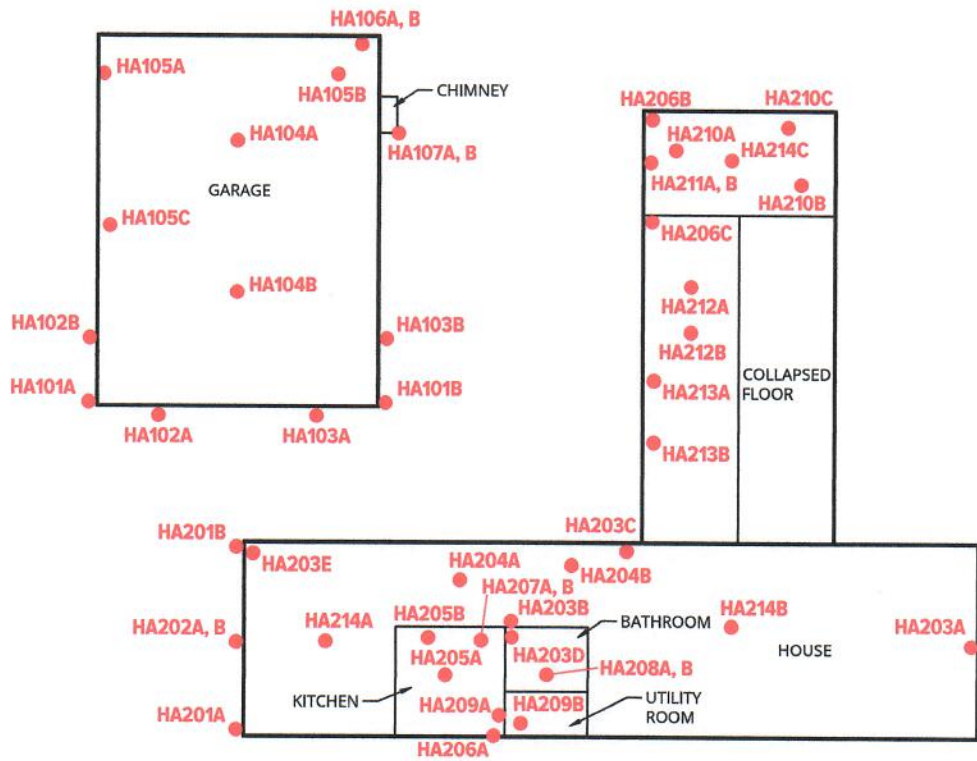 HA106A, B
HA105A
HA105B
CHIMNEY
HA104A
HA107A, B
GARAGE
HA105C
HA104B
HA102B
HA103B
HA101A
HA101B
HA102A
HA103A
HA206B
HA210C
HA210A
HA214C
HA211A, B
HA210B
HA206C
HA212A
HA212B
HA213A
COLLAPSED
FLOOR
HA213B
HA201B
HA203C
HA203E
HA204A
HA204B
HA207A, B
HA205B
HA203B
BATHROOM
HA214B
HA202A, B
HA214A
HA203A
HA205A
HA203D
HOUSE
HA208A, B
KITCHEN
HA209A
HA209B
UTILITY
ROOM
HA201A
HA206A